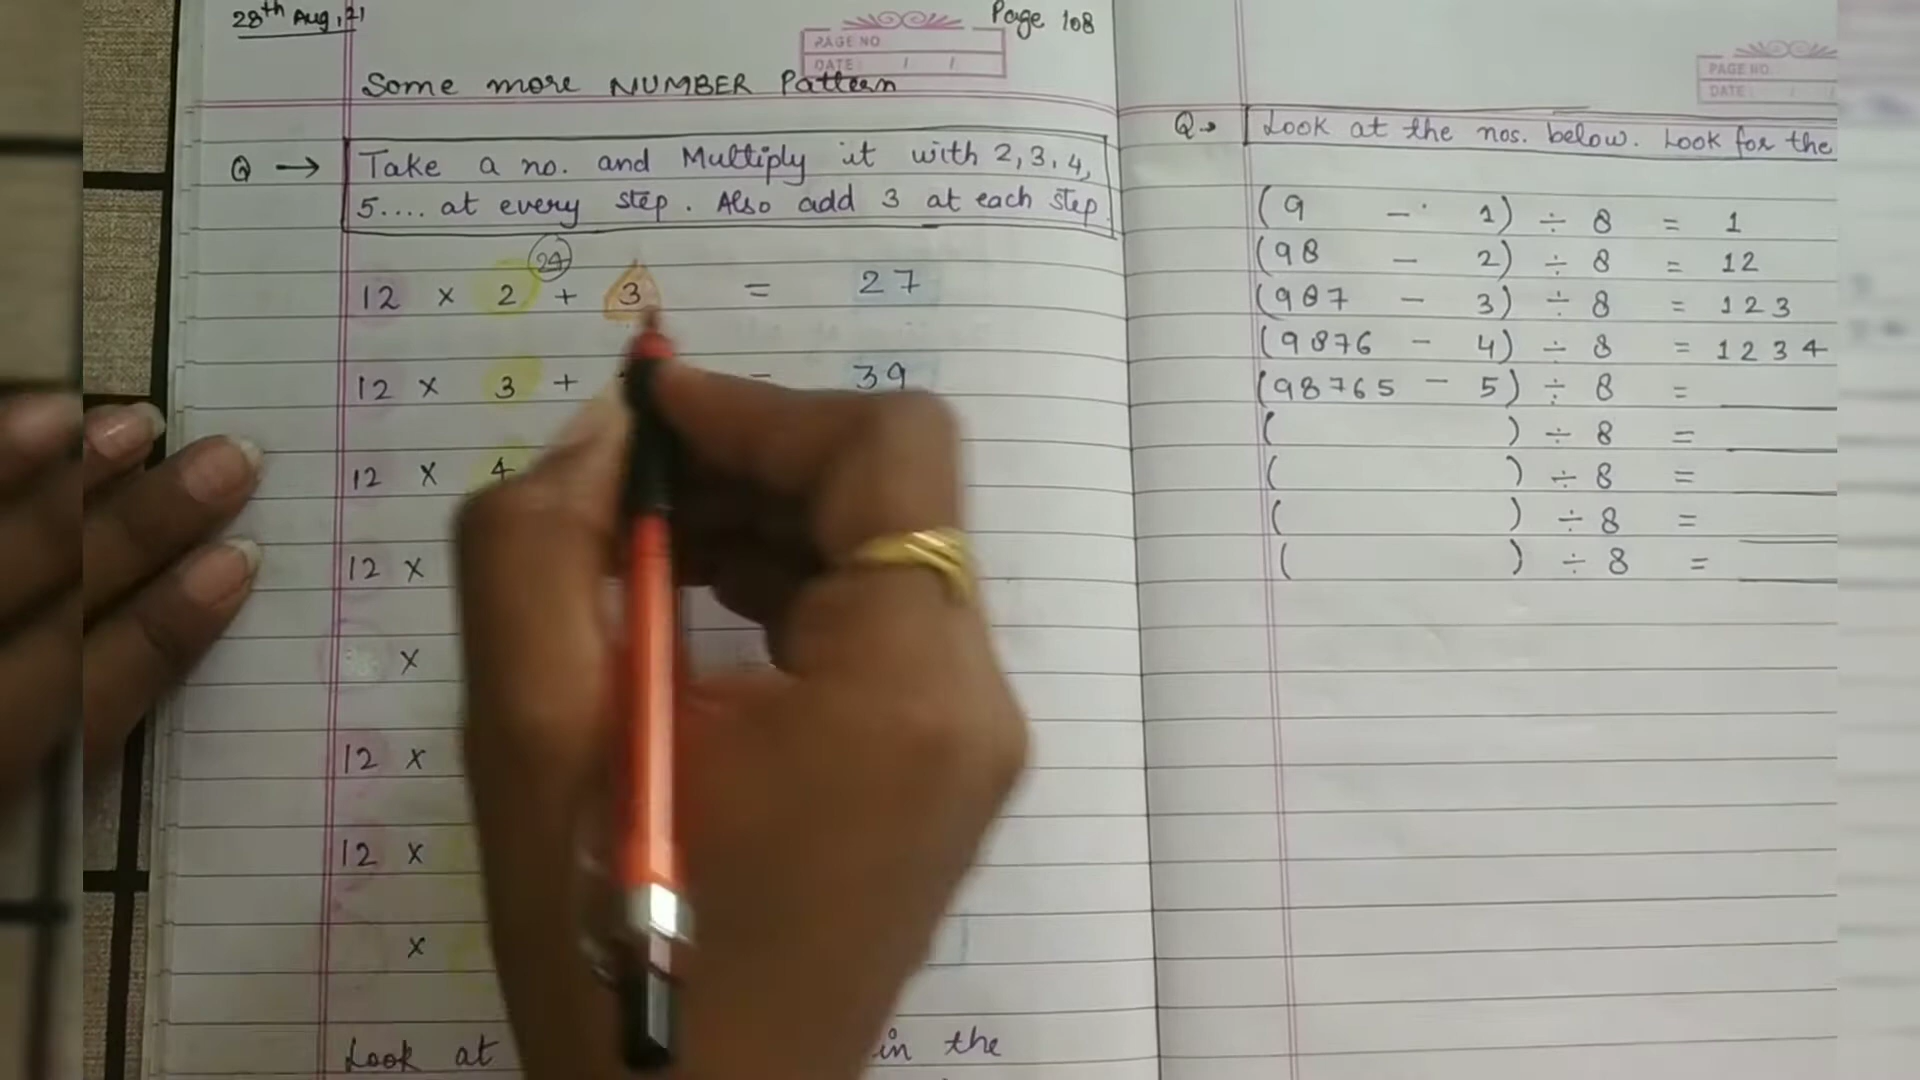 28th Aug, 21
Page 108
PAGE NO
DATE : / /
Some more NUMBER Pattern
Q → Take a no. and Multiply it with 2, 3, 4,
5.... at every step. Also add 3 at each step.
24
12 × 2 + 3 = 27
12 × 3 + = 39
12 × 4
12 ×
×
12 ×
12 ×
×
Look at in the
PAGE NO.
DATE :
Q→ Look at the nos. below. Look for the
(9 - 1) ÷ 8 = 1
(98 - 2) ÷ 8 = 12
(987 - 3) ÷ 8 = 123
(9876 - 4) ÷ 8 = 1234
(98765 - 5) ÷ 8 =
( ) ÷ 8 =
( ) ÷ 8 =
( ) ÷ 8 =
( ) ÷ 8 =